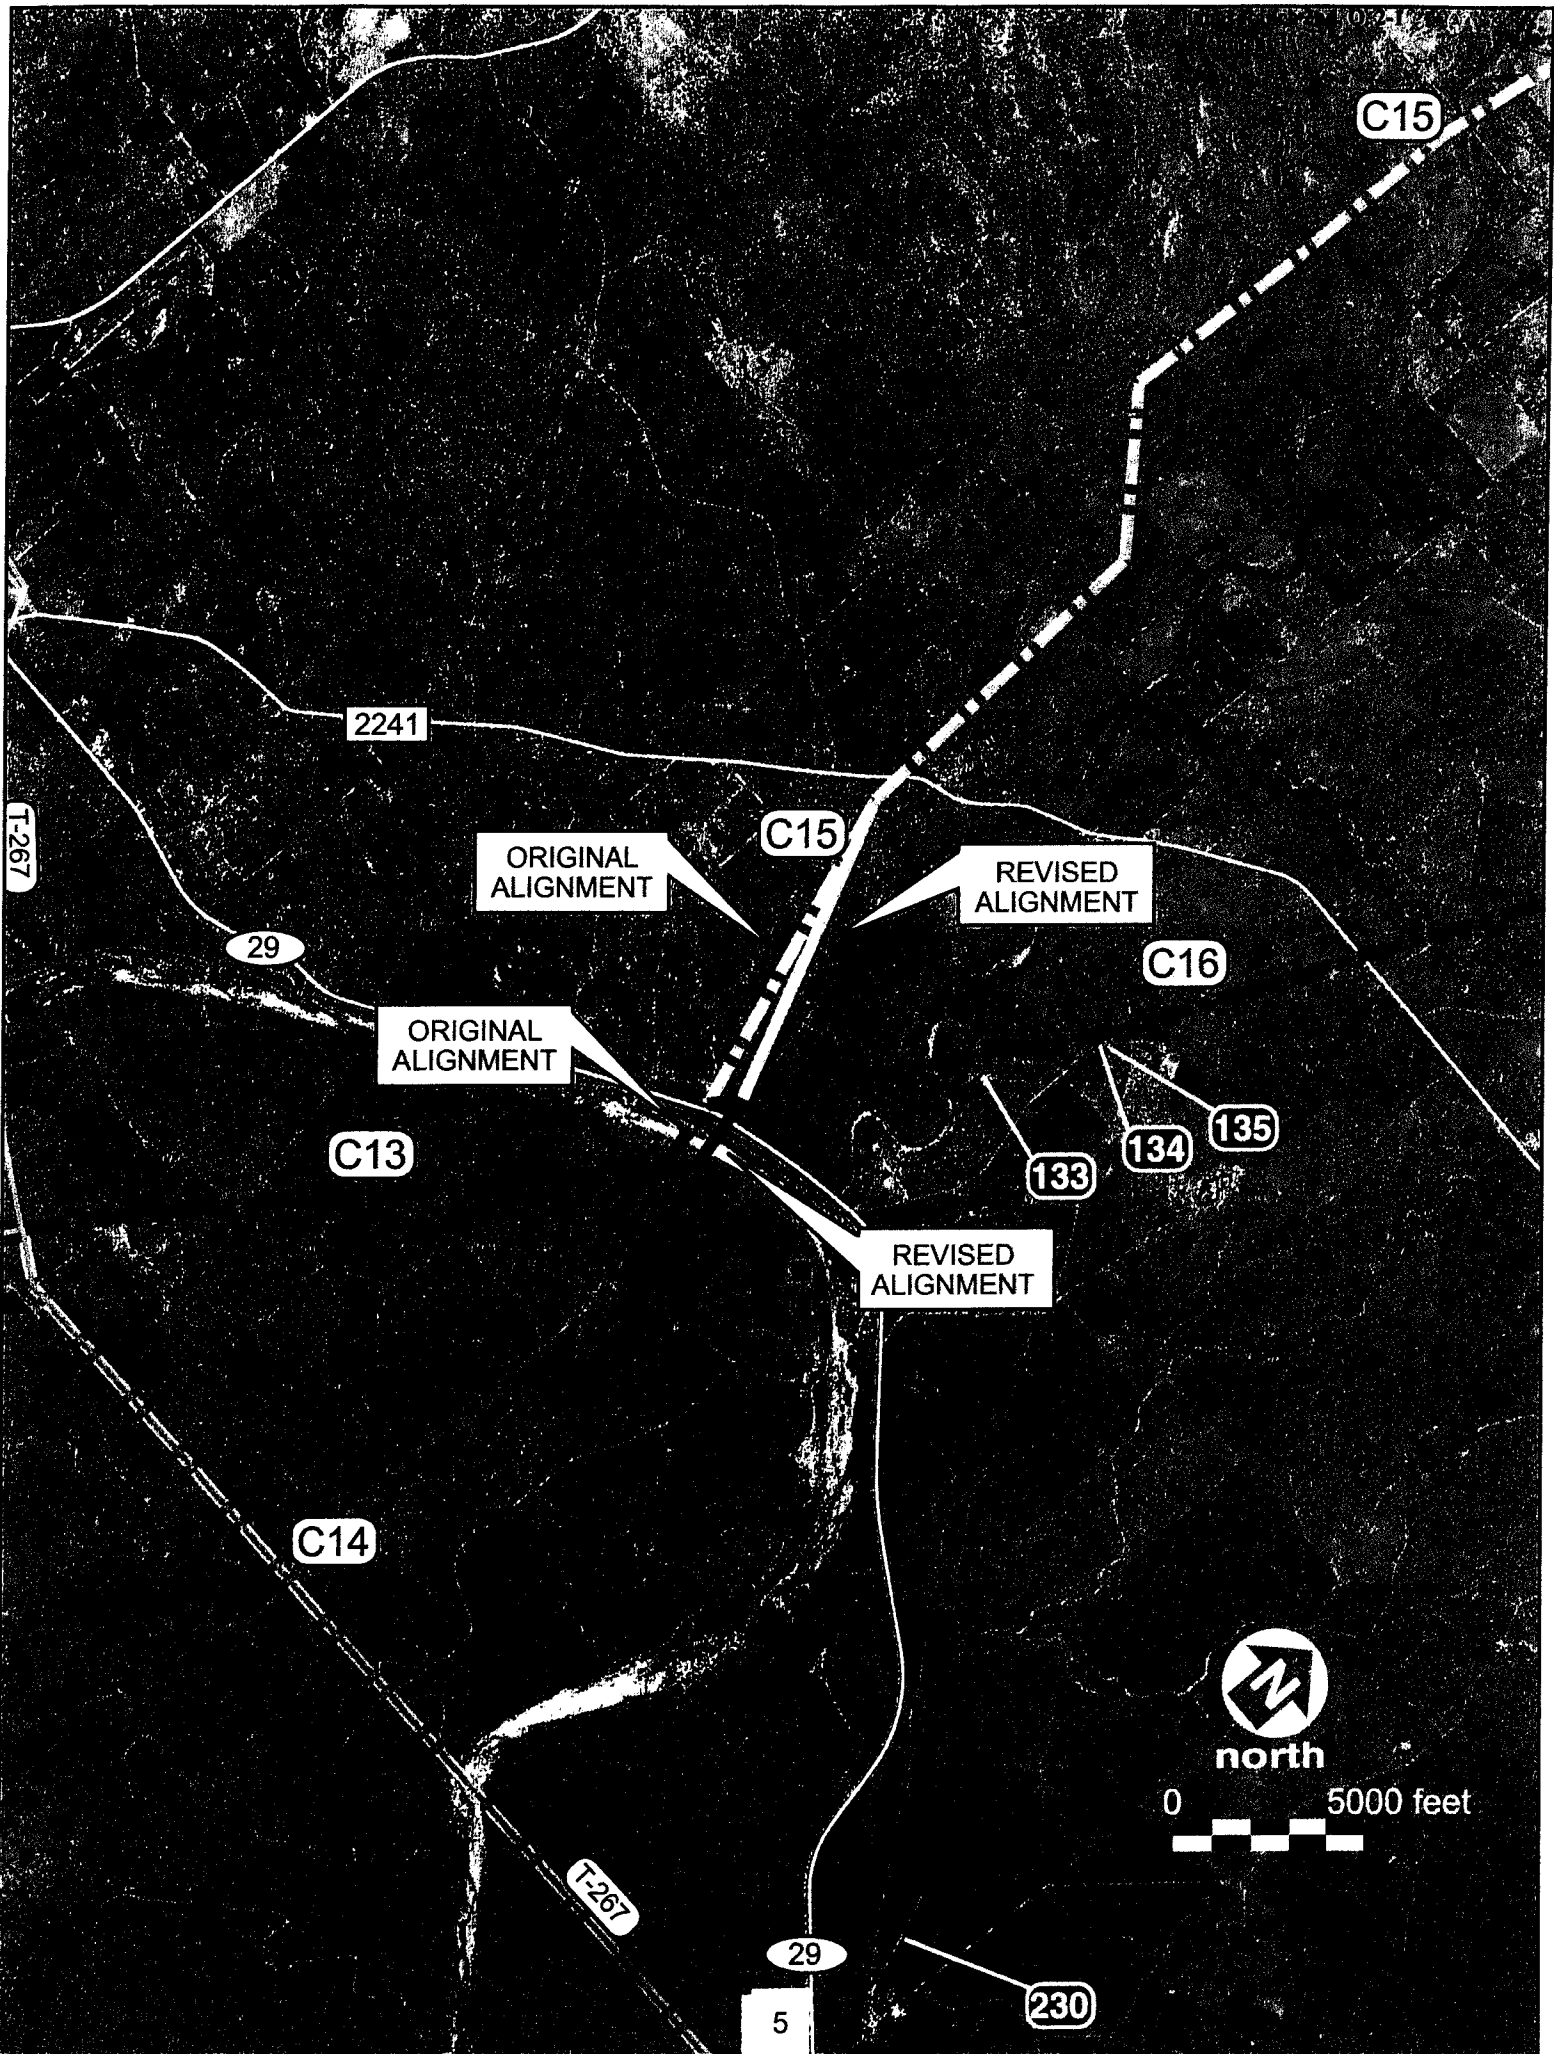 C15
2241
T-267
C15
ORIGINAL
ALIGNMENT
REVISED
ALIGNMENT
29
C16
ORIGINAL
ALIGNMENT
C13
135
134
133
REVISED
ALIGNMENT
C14
N
north
0 5000 feet
T-267
29
230
5